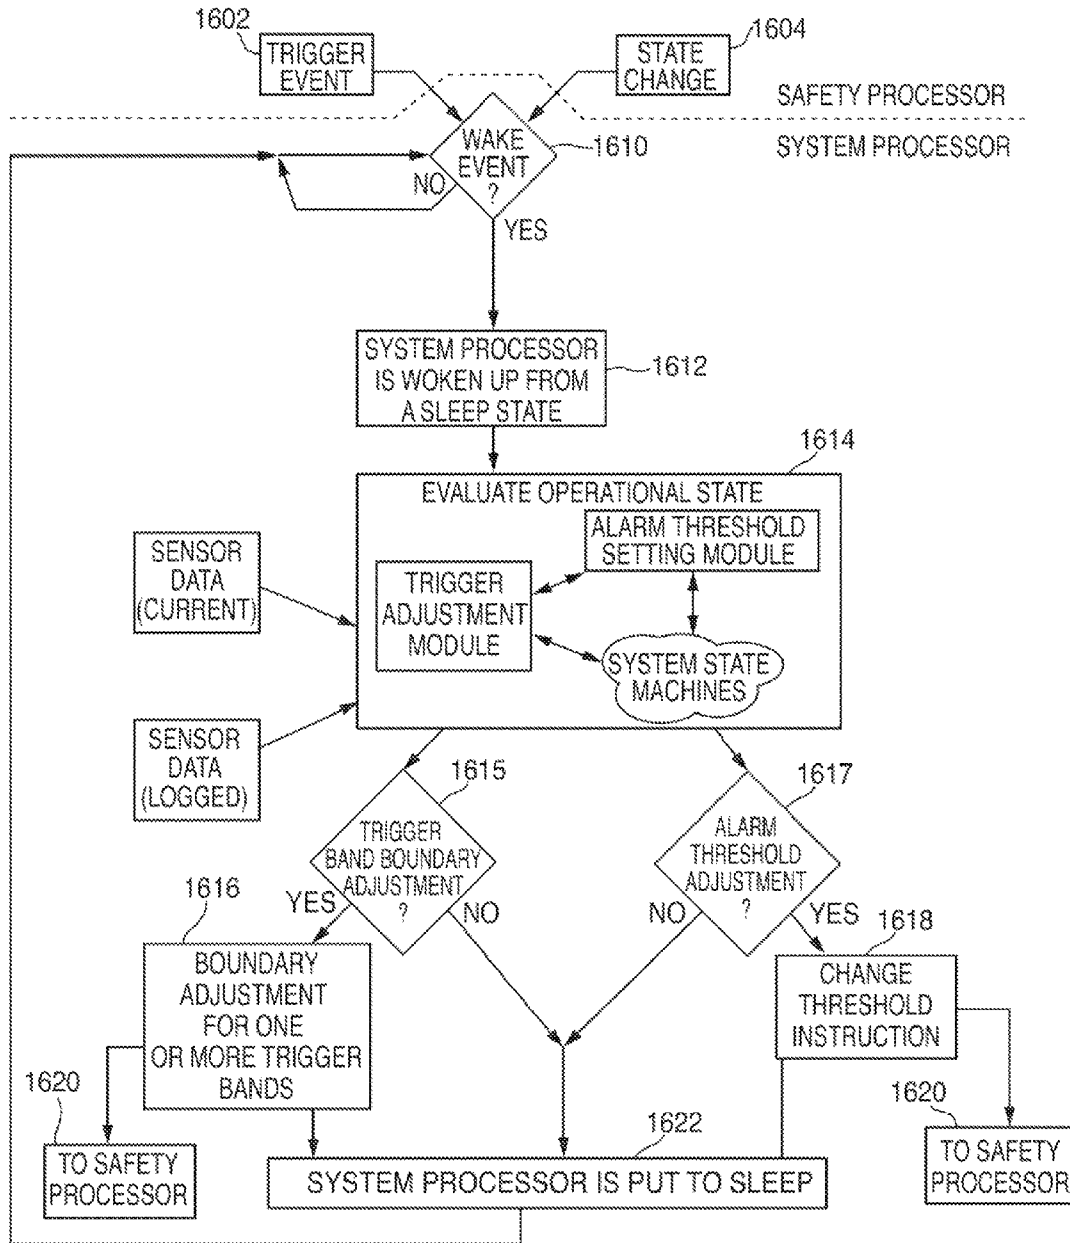 1602
TRIGGER
EVENT
1604
STATE
CHANGE
SAFETY PROCESSOR
SYSTEM PROCESSOR
WAKE
EVENT
?
1610
NO
YES
SYSTEM PROCESSOR
IS WOKEN UP FROM
A SLEEP STATE
1612
1614
EVALUATE OPERATIONAL STATE
ALARM THRESHOLD
SETTING MODULE
TRIGGER
ADJUSTMENT
MODULE
SYSTEM STATE
MACHINES
SENSOR
DATA
(CURRENT)
SENSOR
DATA
(LOGGED)
1615
TRIGGER
BAND BOUNDARY
ADJUSTMENT
?
YES
NO
1617
ALARM
THRESHOLD
ADJUSTMENT
?
NO
YES
1616
BOUNDARY
ADJUSTMENT
FOR ONE
OR MORE TRIGGER
BANDS
1618
CHANGE
THRESHOLD
INSTRUCTION
1620
TO SAFETY
PROCESSOR
1622
SYSTEM PROCESSOR IS PUT TO SLEEP
1620
TO SAFETY
PROCESSOR